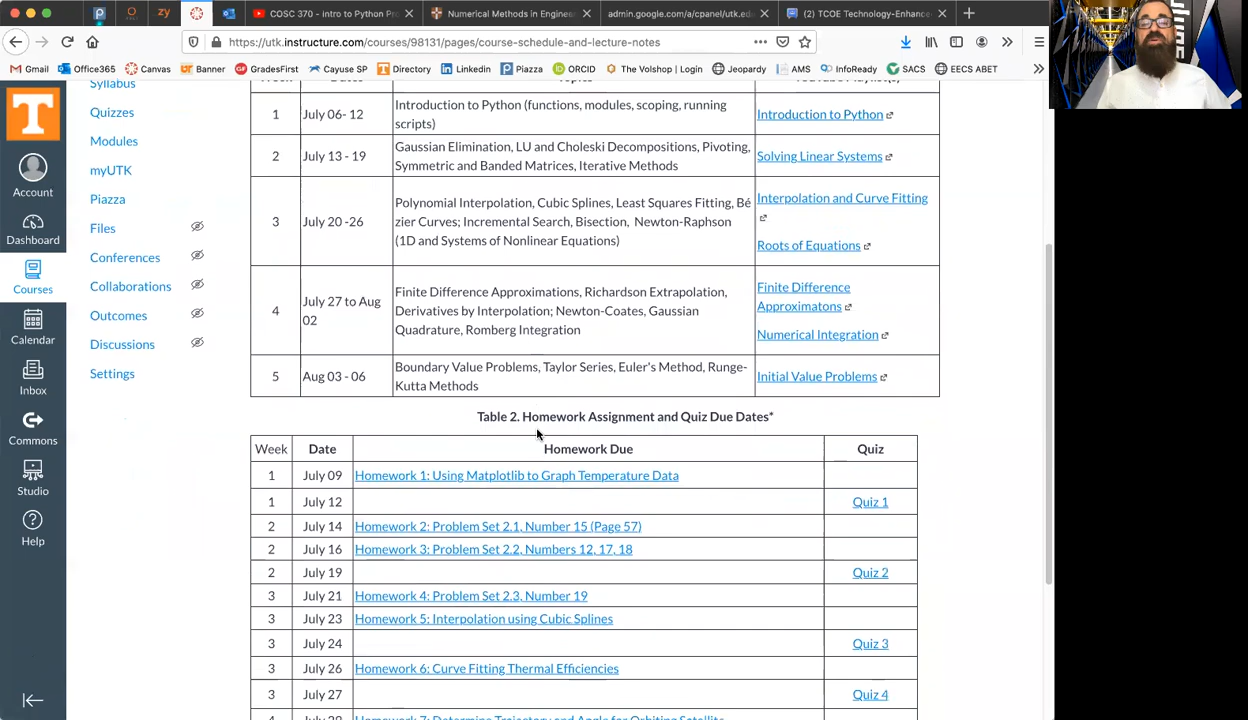 COSC 370 - Intro to Python Pr
Numerical Methods in Enginee
admin.google.com/a/cpanel/utk.ed
(2) TCOE Technology-Enhance
https://utk.instructure.com/courses/98131/pages/course-schedule-and-lecture-notes
Gmail Office365 Canvas Banner GradesFirst Cayuse SP Directory Linkedin Piazza ORCID The Volshop | Login Jeopardy AMS InfoReady SACS EECS ABET
Account
Dashboard
Courses
Calendar
Inbox
Commons
Studio
Help
Syllabus
Quizzes
Modules
myUTK
Piazza
Files
Conferences
Collaborations
Outcomes
Discussions
Settings
1 July 06- 12 Introduction to Python (functions, modules, scoping, running
scripts) Introduction to Python
2 July 13 - 19 Gaussian Elimination, LU and Choleski Decompositions, Pivoting,
Symmetric and Banded Matrices, Iterative Methods Solving Linear Systems
3 July 20 -26 Polynomial Interpolation, Cubic Splines, Least Squares Fitting, Bé
zier Curves; Incremental Search, Bisection, Newton-Raphson
(1D and Systems of Nonlinear Equations)
Interpolation and Curve Fitting
Roots of Equations
4 July 27 to Aug
02
Finite Difference Approximations, Richardson Extrapolation,
Derivatives by Interpolation; Newton-Coates, Gaussian
Quadrature, Romberg Integration
Finite Difference
Approximatons
Numerical Integration
5 Aug 03 - 06 Boundary Value Problems, Taylor Series, Euler's Method, Runge-
Kutta Methods Initial Value Problems
Table 2. Homework Assignment and Quiz Due Dates*
Week Date Homework Due Quiz
1 July 09 Homework 1: Using Matplotlib to Graph Temperature Data
1 July 12 Quiz 1
2 July 14 Homework 2: Problem Set 2.1, Number 15 (Page 57)
2 July 16 Homework 3: Problem Set 2.2, Numbers 12, 17, 18
2 July 19 Quiz 2
3 July 21 Homework 4: Problem Set 2.3, Number 19
3 July 23 Homework 5: Interpolation using Cubic Splines
3 July 24 Quiz 3
3 July 26 Homework 6: Curve Fitting Thermal Efficiencies
3 July 27 Quiz 4
Homework 7: Determine Trajectory and Angle for Orbiting Satellite